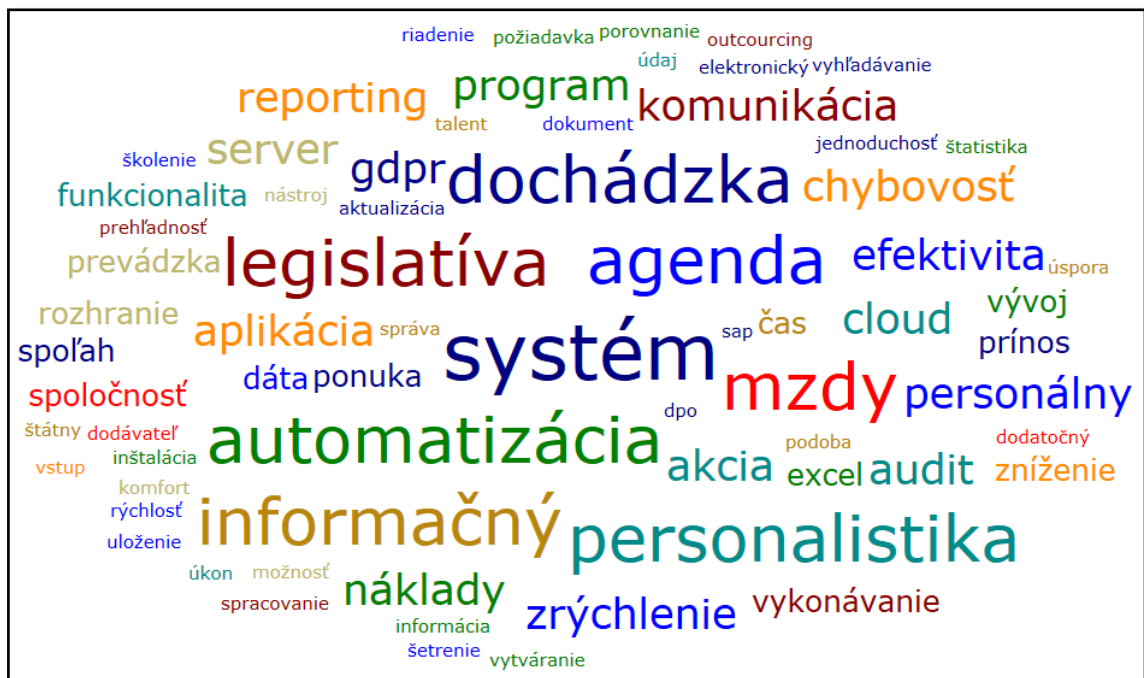 riadenie požiadavka porovnanie outcourcing
údaj elektronický vyhľadávanie
reporting program komunikácia
talent dokument
školenie server gdpr dochádzka jednoduchosť štatistika
funkcionalita nástroj aktualizácia chybovosť
prehľadnosť
prevádzka legislatíva agenda efektivita úspora
rozhranie aplikácia správa systém sap čas cloud vývoj
spoľah dáta ponuka prínos
spoločnosť mzdy personálny
štátny dodávateľ automatizácia dpo podoba dodatočný
vstup inštalácia akcia excel audit zníženie
komfort
rýchlosť informačný
uloženie personalistika
úkon možnosť náklady zrýchlenie vykonávanie
spracovanie
informácia
šetrenie vytváranie